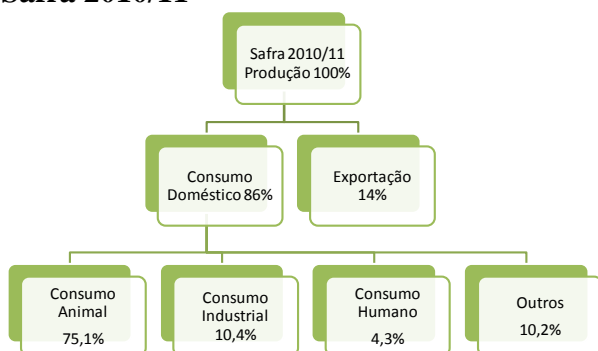 Safra 2010/11
Safra 2010/11
Produção 100%
Consumo
Doméstico 86%
Exportação
14%
Consumo
Animal
75,1%
Consumo
Industrial
10,4%
Consumo
Humano
4,3%
Outros
10,2%